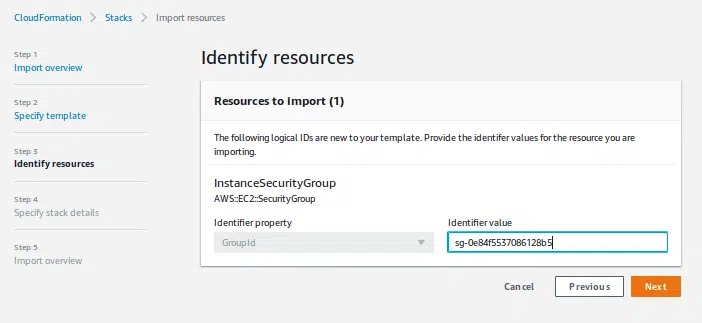 CloudFormation > Stacks > Import resources
Step 1
Import overview
Step 2
Specify template
Step 3
Identify resources
Step 4
Specify stack details
Step 5
Import overview
Identify resources
Resources to import (1)
The following logical IDs are new to your template. Provide the identifer values for the resource you are
importing.
InstanceSecurityGroup
AWS::EC2::SecurityGroup
Identifier property
GroupId
Identifier value
sg-0e84f5537086128b5
Cancel
Previous
Next